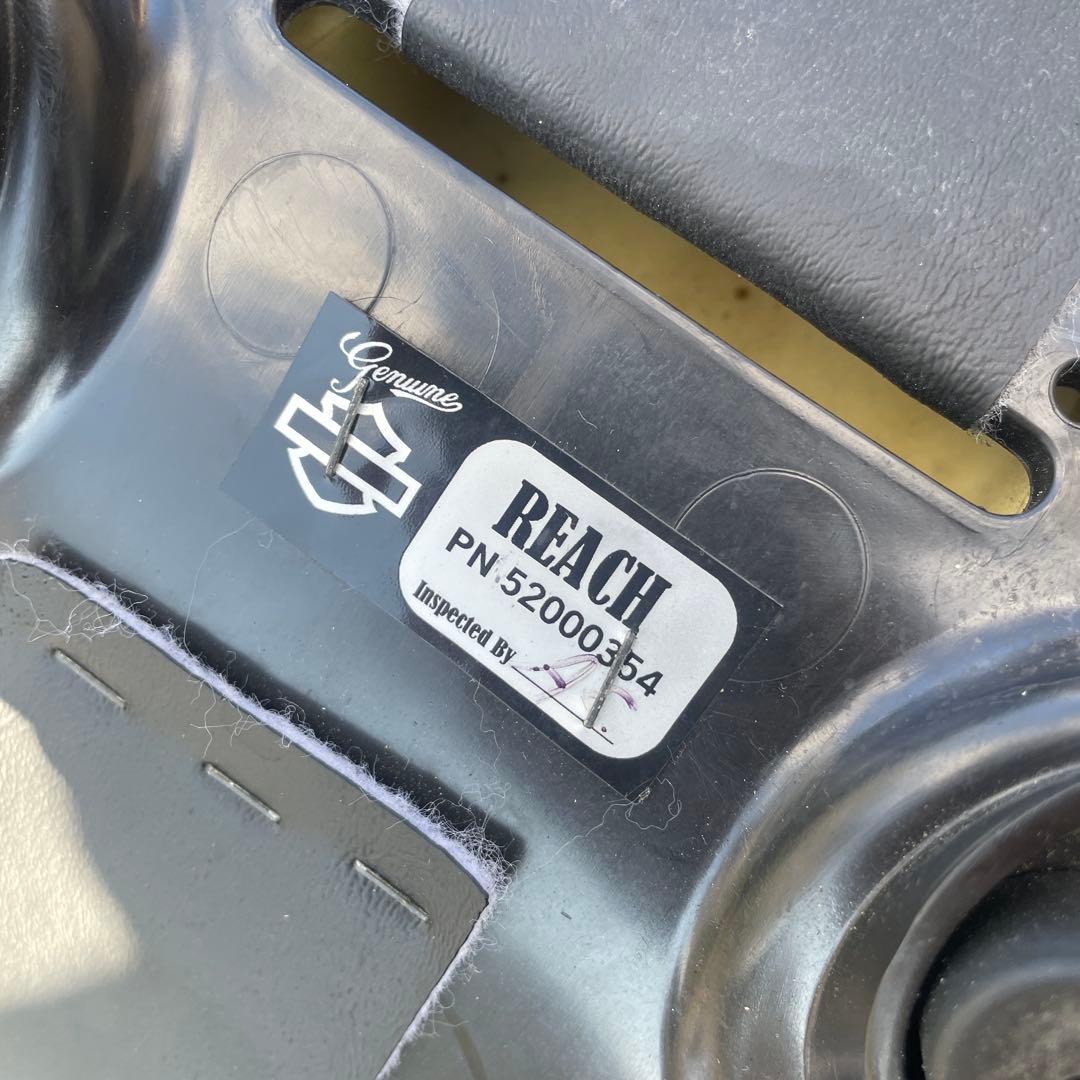 Genuine
REACH
PN 52000354
Inspected By